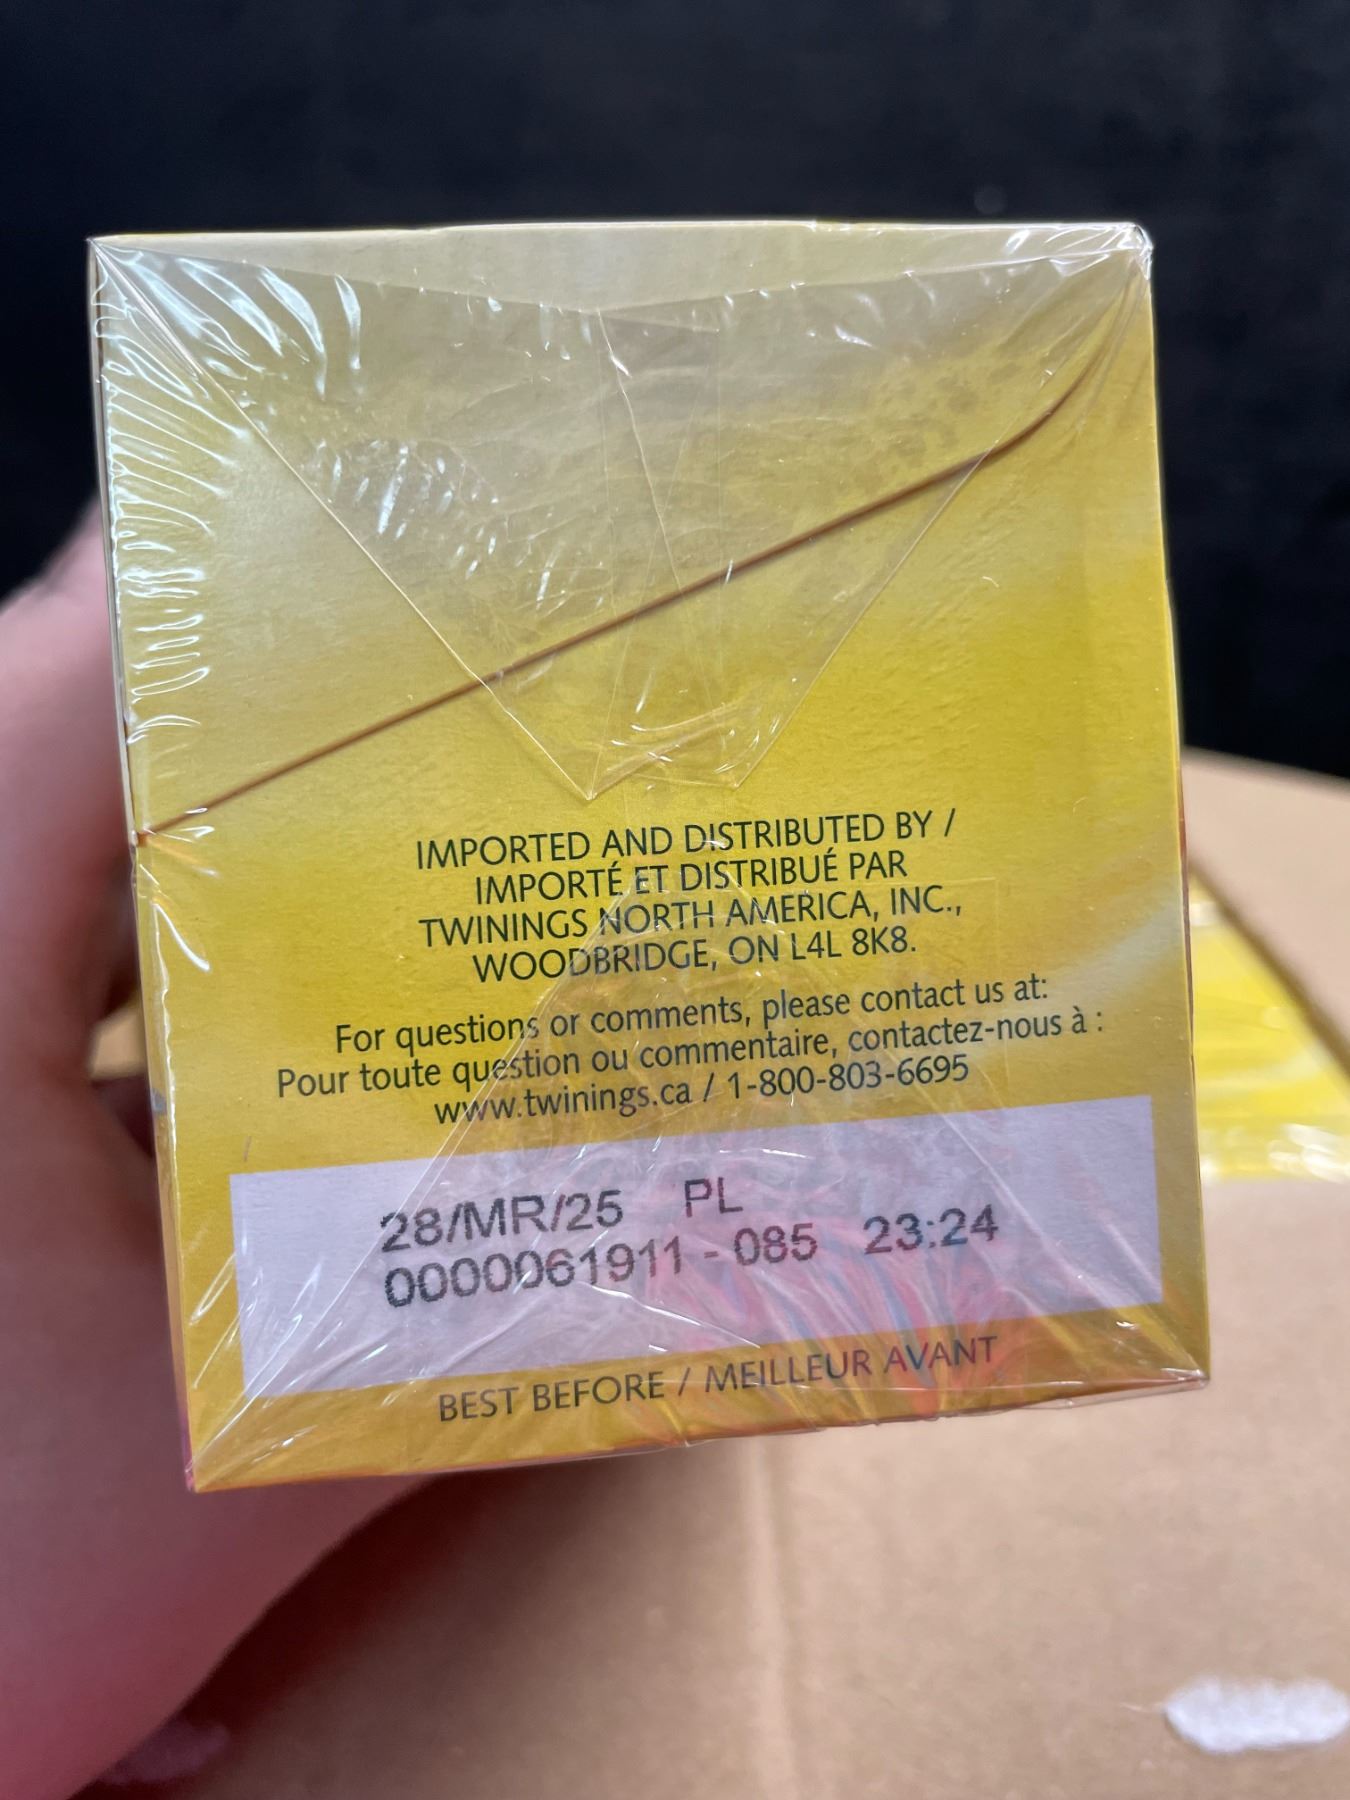 IMPORTED AND DISTRIBUTED BY /
IMPORTÉ ET DISTRIBUÉ PAR
TWININGS NORTH AMERICA, INC.,
WOODBRIDGE, ON L4L 8K8.
For questions or comments, please contact us at:
Pour toute question ou commentaire, contactez-nous à :
www.twinings.ca / 1-800-803-6695
28/MR/25 PL
0000061911 - 085 23:24
BEST BEFORE / MEILLEUR AVANT